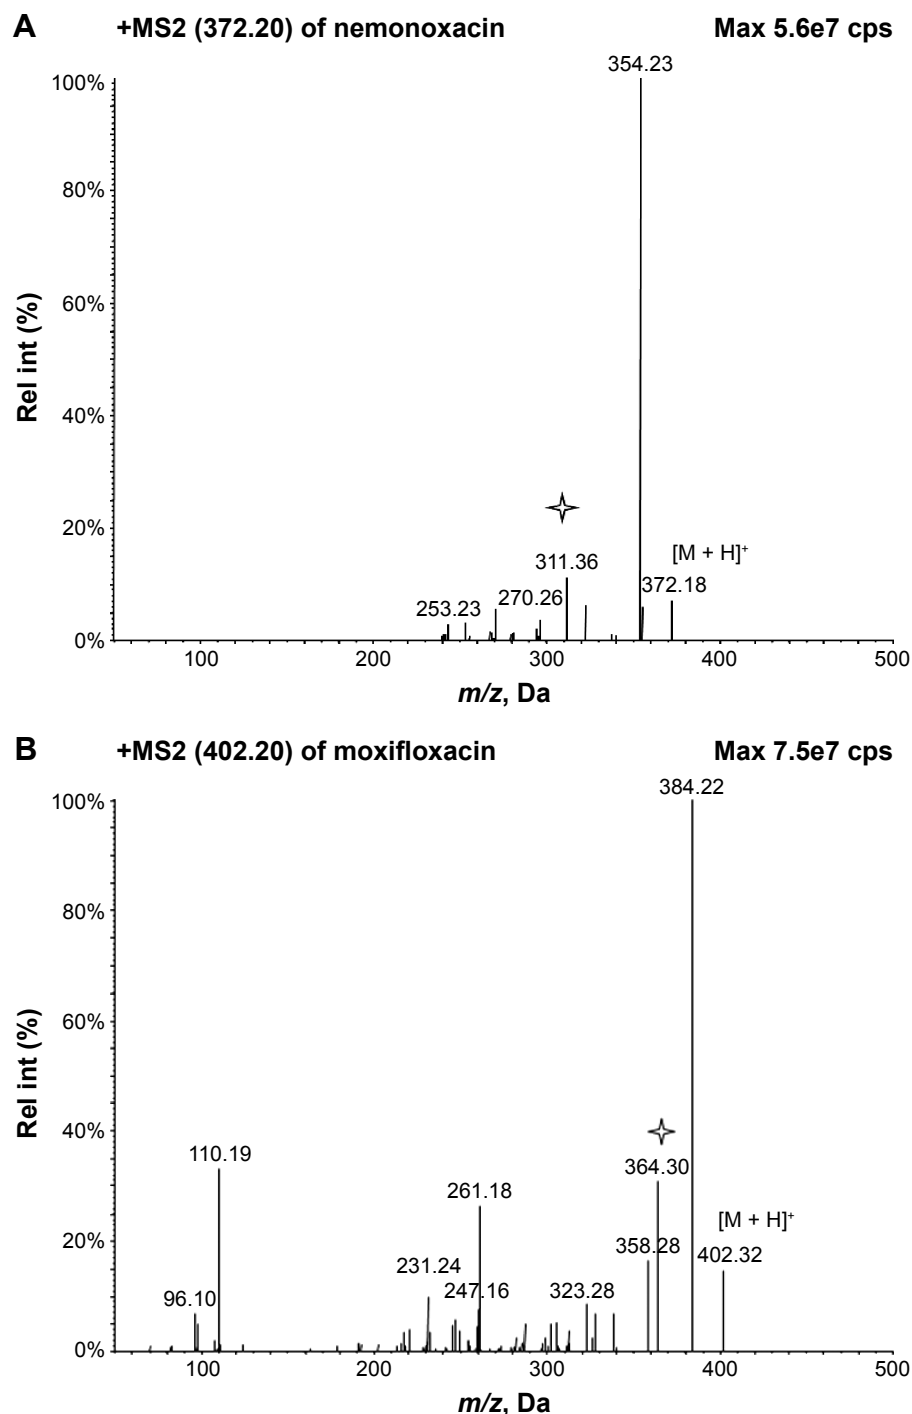 A +MS2 (372.20) of nemonoxacin Max 5.6e7 cps
354.23
100%
80%
60%
Rel int (%)
40%
20%
[M + H]+
311.36
372.18
270.26
253.23
0%
100 200 300 400 500
m/z, Da
B +MS2 (402.20) of moxifloxacin Max 7.5e7 cps
384.22
100%
80%
60%
Rel int (%)
40%
110.19
364.30
261.18
[M + H]+
20%
358.28
402.32
231.24
247.16
323.28
96.10
0%
100 200 300 400 500
m/z, Da